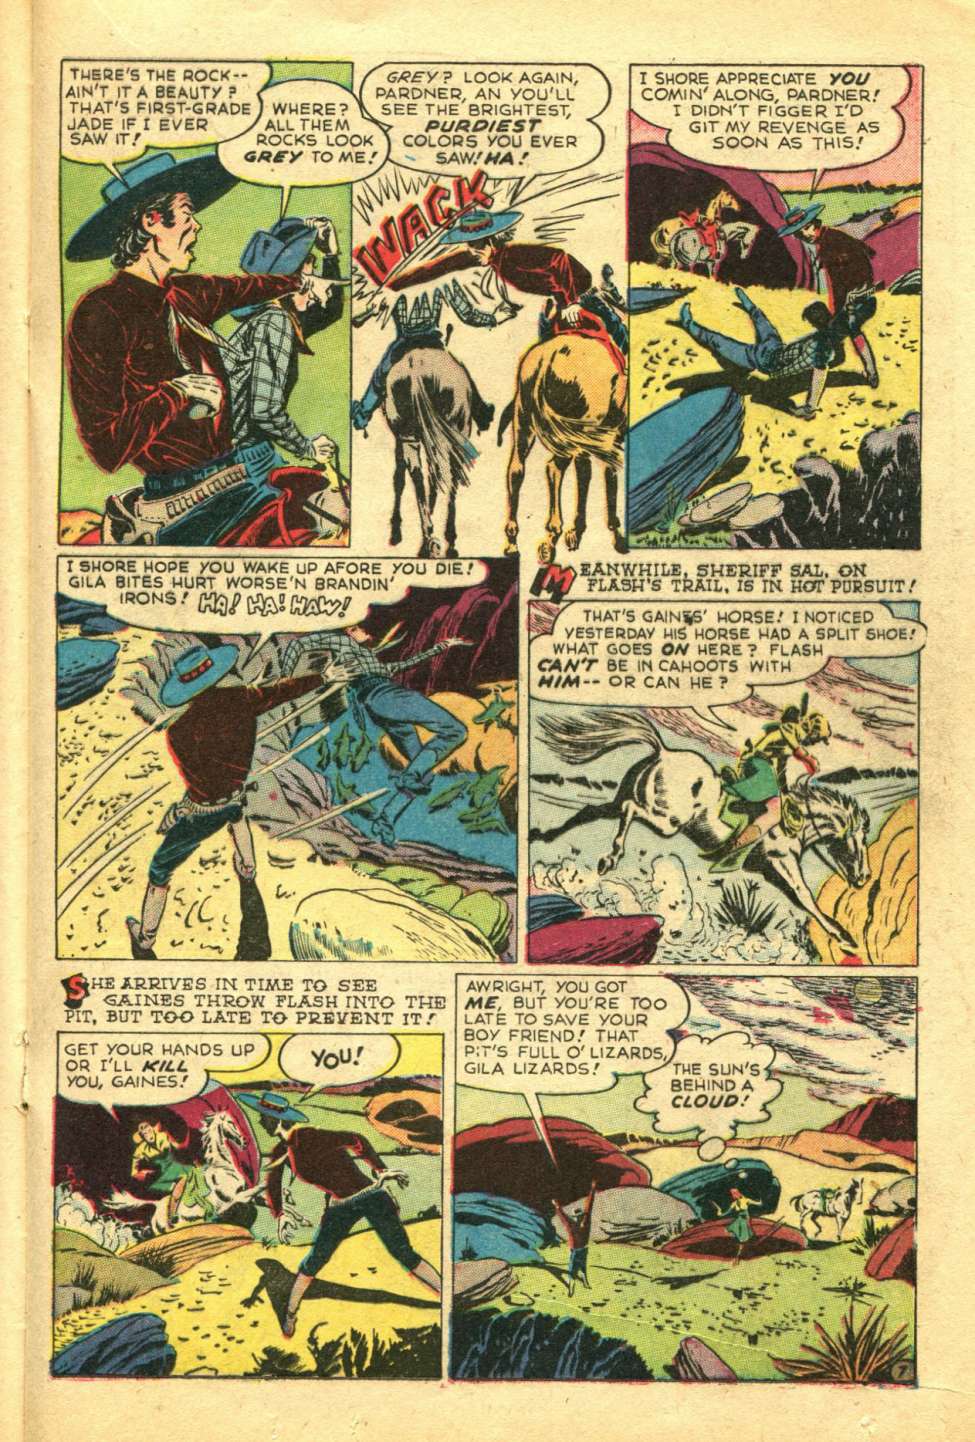 THERE'S THE ROCK--
AIN'T IT A BEAUTY?
THAT'S FIRST-GRADE
JADE IF I EVER
SAW IT!
WHERE?
ALL THEM
ROCKS LOOK
GREY TO ME!
GREY? LOOK AGAIN,
PARDNER, AN YOU'LL
SEE THE BRIGHTEST,
PURDIEST
COLORS YOU EVER
SAW! HA!
WACK
I SHORE APPRECIATE YOU
COMIN' ALONG, PARDNER!
I DIDN'T FIGGER I'D
GIT MY REVENGE AS
SOON AS THIS!
I SHORE HOPE YOU WAKE UP AFORE YOU DIE!
GILA BITES HURT WORSE'N BRANDIN'
IRONS! HA! HA! HAW!
MEANWHILE, SHERIFF SAL, ON
FLASH'S TRAIL, IS IN HOT PURSUIT!
THAT'S GAINES' HORSE! I NOTICED
YESTERDAY HIS HORSE HAD A SPLIT SHOE!
WHAT GOES ON HERE? FLASH
CAN'T BE IN CAHOOTS WITH
HIM-- OR CAN HE?
SHE ARRIVES IN TIME TO SEE
GAINES THROW FLASH INTO THE
PIT, BUT TOO LATE TO PREVENT IT!
GET YOUR HANDS UP
OR I'LL KILL
YOU, GAINES!
YOU!
AWRIGHT, YOU GOT
ME, BUT YOU'RE TOO
LATE TO SAVE YOUR
BOY FRIEND! THAT
PIT'S FULL O' LIZARDS,
GILA LIZARDS!
THE SUN'S
BEHIND A
CLOUD!
7